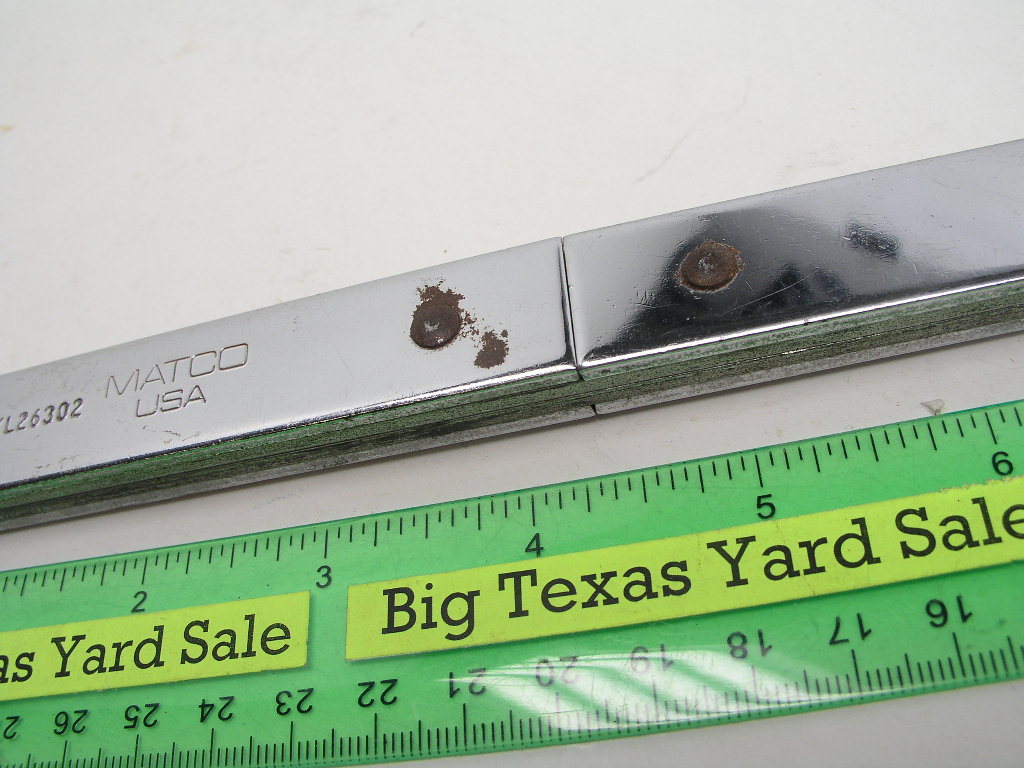 MATCO
L26302
USA
2 3 4 5 6
as Yard Sale
Big Texas Yard Sale
26 25 24 23 22 21 20 19 18 17 16